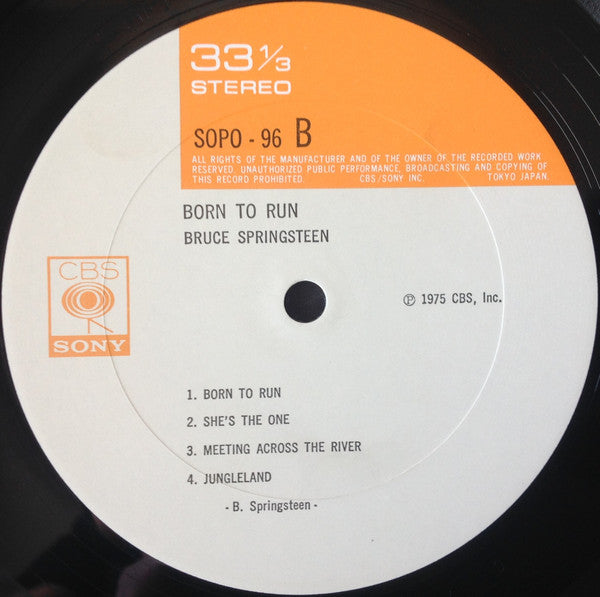 33 1/3
STEREO
SOPO - 96 B
ALL RIGHTS OF THE MANUFACTURER AND OF THE OWNER OF THE RECORDED WORK
RESERVED. UNAUTHORIZED PUBLIC PERFORMANCE, BROADCASTING AND COPYING OF
THIS RECORD PROHIBITED. CBS/SONY INC. TOKYO JAPAN.
BORN TO RUN
BRUCE SPRINGSTEEN
CBS
SONY
℗ 1975 CBS, Inc.
1. BORN TO RUN
2. SHE'S THE ONE
3. MEETING ACROSS THE RIVER
4. JUNGLELAND
- B. Springsteen -